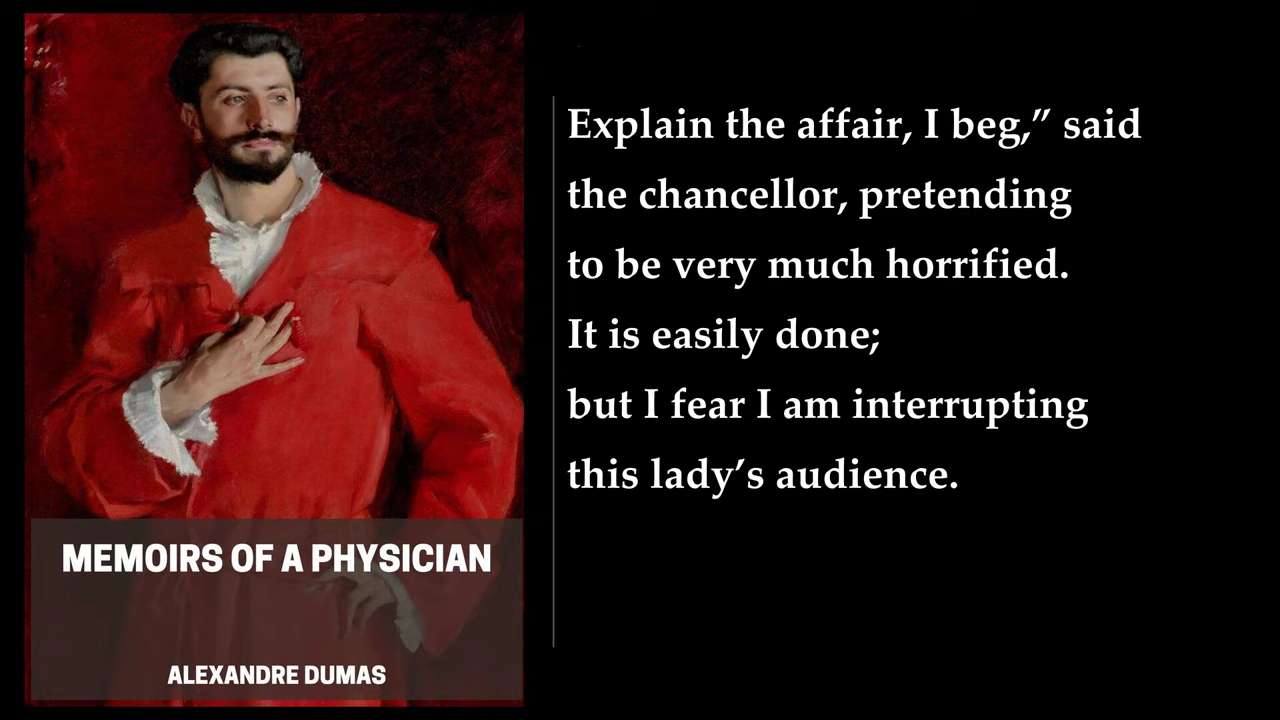 MEMOIRS OF A PHYSICIAN
ALEXANDRE DUMAS
Explain the affair, I beg,” said
the chancellor, pretending
to be very much horrified.
It is easily done;
but I fear I am interrupting
this lady’s audience.